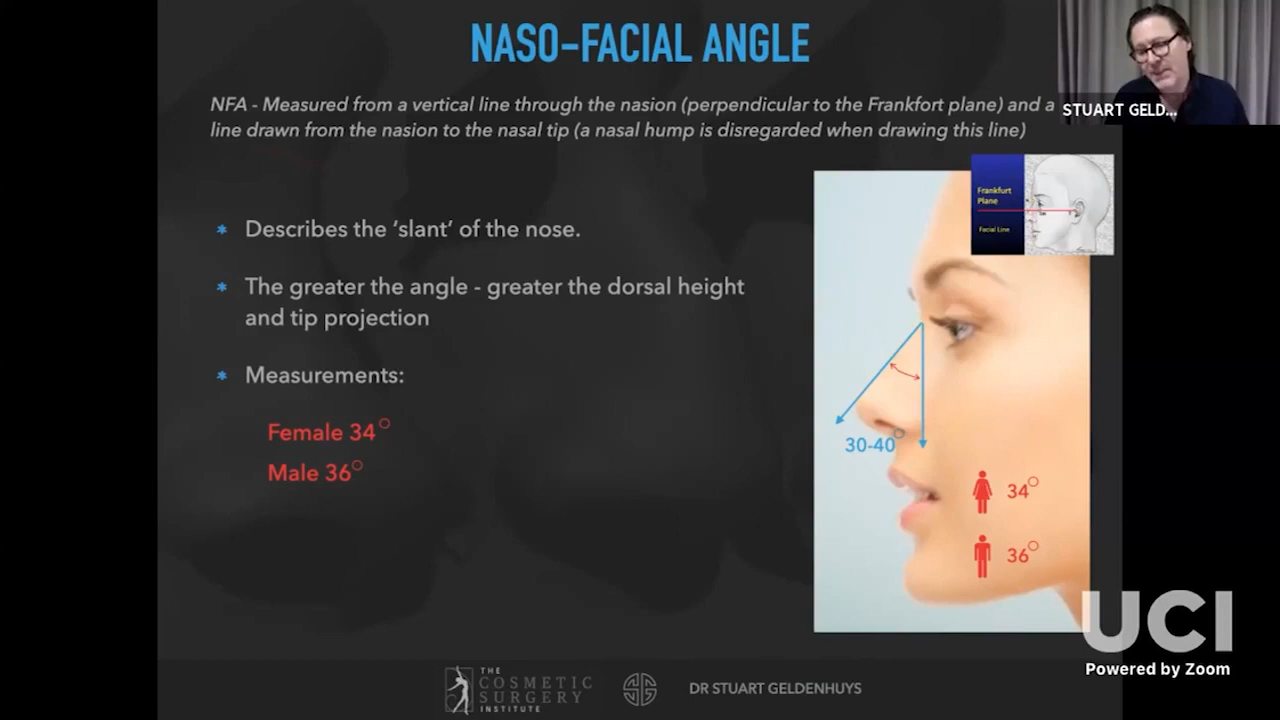 NASO-FACIAL ANGLE
NFA - Measured from a vertical line through the nasion (perpendicular to the Frankfort plane) and a
line drawn from the nasion to the nasal tip (a nasal hump is disregarded when drawing this line)
STUART GELD...
Frankfurt
Plane
Facial Line
* Describes the ‘slant’ of the nose.
* The greater the angle - greater the dorsal height
and tip projection
* Measurements:
Female 34°
Male 36°
30-40°
34°
36°
UCI
Powered by Zoom
THE
COSMETIC
SURGERY
INSTITUTE
DR STUART GELDENHUYS